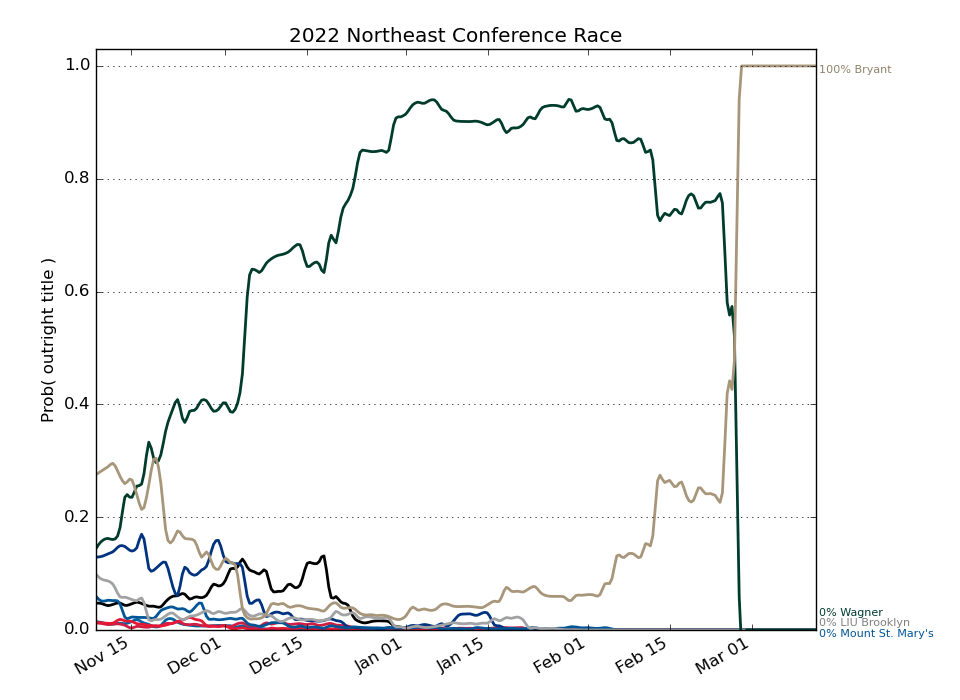 2022 Northeast Conference Race
Prob( outright title )
1.0
0.8
0.6
0.4
0.2
0.0
Nov 15
Dec 01
Dec 15
Jan 01
Jan 15
Feb 01
Feb 15
Mar 01
100% Bryant
0% Wagner
0% LIU Brooklyn
0% Mount St. Mary's